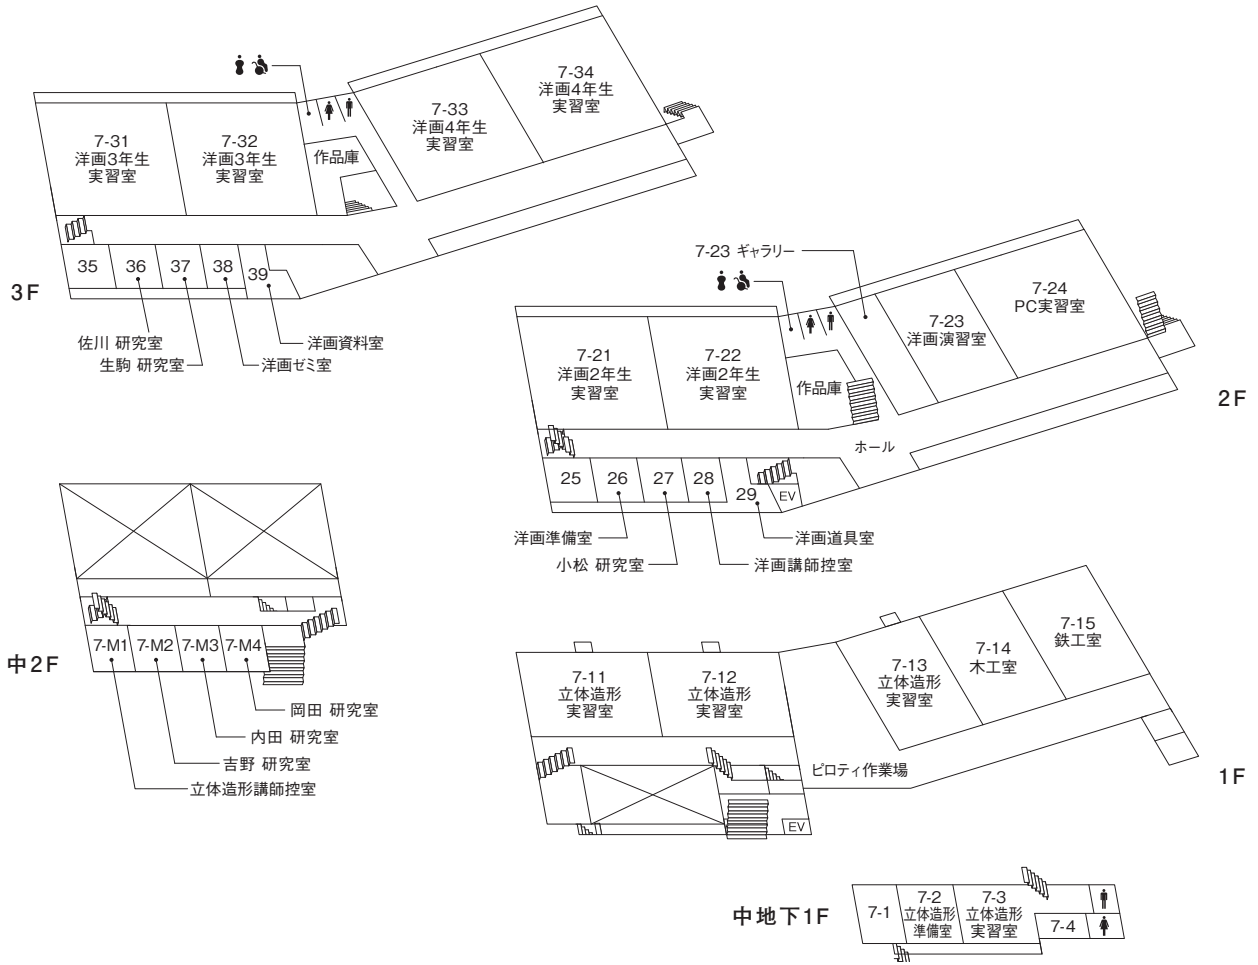 3F
7-31
洋画3年生
実習室
7-32
洋画3年生
実習室
作品庫
7-33
洋画4年生
実習室
7-34
洋画4年生
実習室
35
36
37
38
39
佐川 研究室
生駒 研究室
洋画ゼミ室
洋画資料室
2F
7-23 ギャラリー
7-21
洋画2年生
実習室
7-22
洋画2年生
実習室
作品庫
7-23
洋画演習室
7-24
PC実習室
ホール
25
26
27
28
29
EV
洋画準備室
小松 研究室
洋画講師控室
洋画道具室
中2F
7-M1
7-M2
7-M3
7-M4
岡田 研究室
内田 研究室
吉野 研究室
立体造形講師控室
1F
7-11
立体造形
実習室
7-12
立体造形
実習室
7-13
立体造形
実習室
7-14
木工室
7-15
鉄工室
ピロティ作業場
EV
中地下1F
7-1
7-2
立体造形
準備室
7-3
立体造形
実習室
7-4